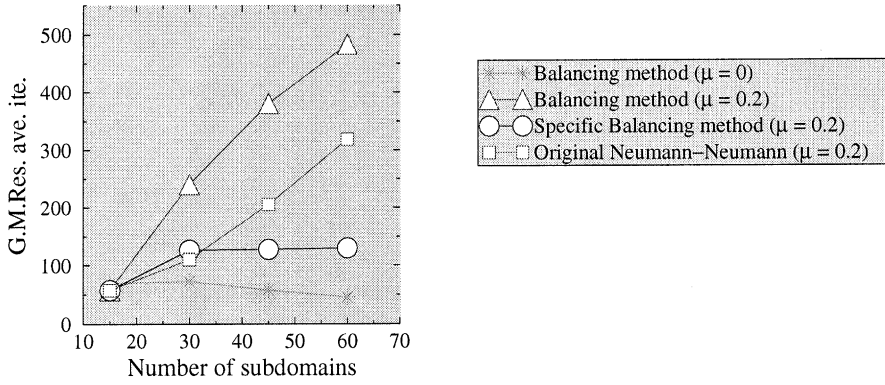 500
400
300
200
100
0
10 20 30 40 50 60 70
G.M.Res. ave. ite.
Number of subdomains
Balancing method (μ = 0)
Balancing method (μ = 0.2)
Specific Balancing method (μ = 0.2)
Original Neumann–Neumann (μ = 0.2)